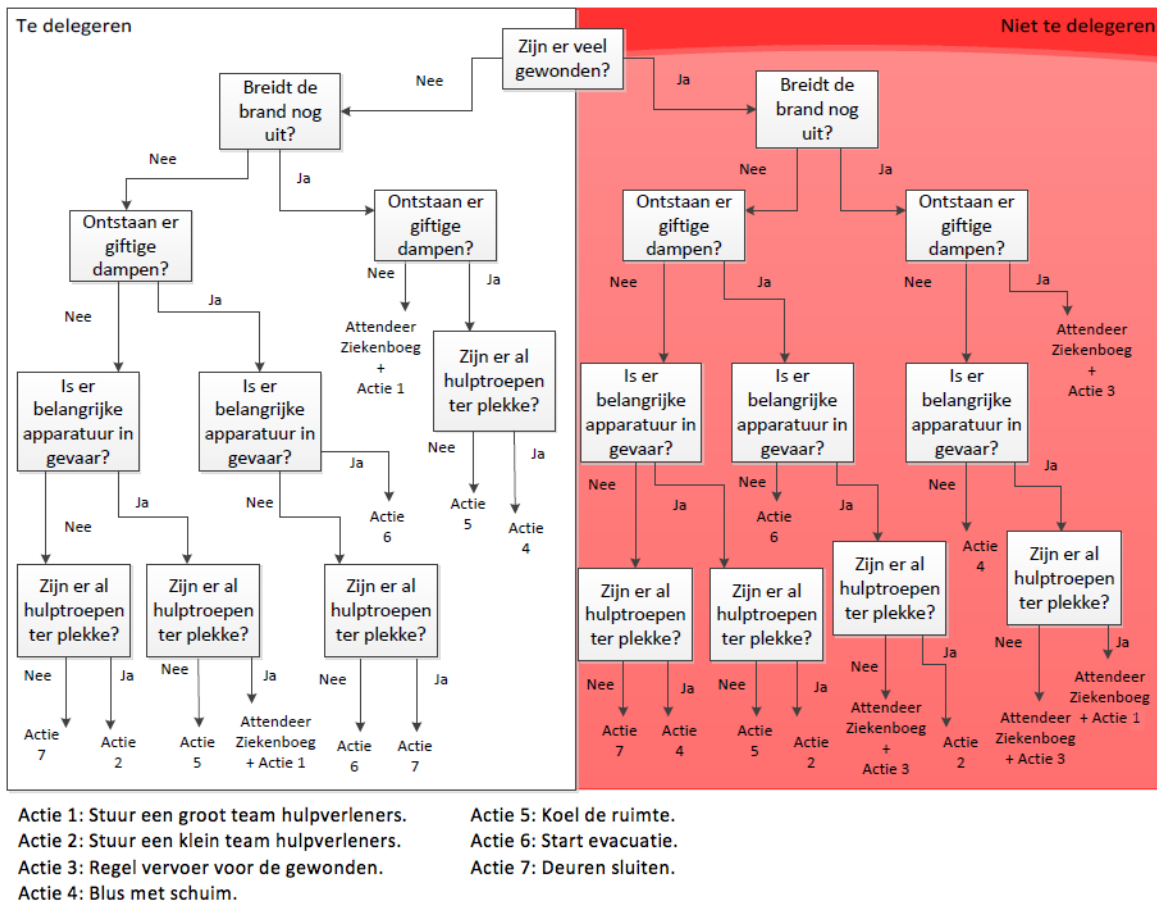 Te delegeren
Niet te delegeren
Zijn er veel
gewonden?
Nee
Ja
Breidt de
brand nog
uit?
Breidt de
brand nog
uit?
Nee
Ja
Nee
Ja
Ontstaan er
giftige
dampen?
Ontstaan er
giftige
dampen?
Ontstaan er
giftige
dampen?
Ontstaan er
giftige
dampen?
Nee
Ja
Nee
Ja
Nee
Ja
Nee
Ja
Attendeer
Ziekenboeg
+
Actie 1
Zijn er al
hulptroepen
ter plekke?
Attendeer
Ziekenboeg
+
Actie 3
Is er
belangrijke
apparatuur in
gevaar?
Is er
belangrijke
apparatuur in
gevaar?
Is er
belangrijke
apparatuur in
gevaar?
Is er
belangrijke
apparatuur in
gevaar?
Is er
belangrijke
apparatuur in
gevaar?
Nee
Ja
Nee
Ja
Nee
Ja
Nee
Ja
Nee
Ja
Nee
Ja
Actie
6
Actie
5
Actie
4
Actie
6
Actie
4
Zijn er al
hulptroepen
ter plekke?
Zijn er al
hulptroepen
ter plekke?
Zijn er al
hulptroepen
ter plekke?
Zijn er al
hulptroepen
ter plekke?
Zijn er al
hulptroepen
ter plekke?
Zijn er al
hulptroepen
ter plekke?
Zijn er al
hulptroepen
ter plekke?
Nee
Ja
Nee
Ja
Nee
Ja
Nee
Ja
Nee
Ja
Nee
Ja
Nee
Ja
Actie
7
Actie
2
Actie
5
Attendeer
Ziekenboeg
+ Actie 1
Actie
6
Actie
7
Actie
7
Actie
4
Actie
5
Actie
2
Attendeer
Ziekenboeg
+
Actie 3
Actie
2
Attendeer
Ziekenboeg
+ Actie 3
Attendeer
Ziekenboeg
+ Actie 1
Actie 1: Stuur een groot team hulpverleners.
Actie 2: Stuur een klein team hulpverleners.
Actie 3: Regel vervoer voor de gewonden.
Actie 4: Blus met schuim.
Actie 5: Koel de ruimte.
Actie 6: Start evacuatie.
Actie 7: Deuren sluiten.